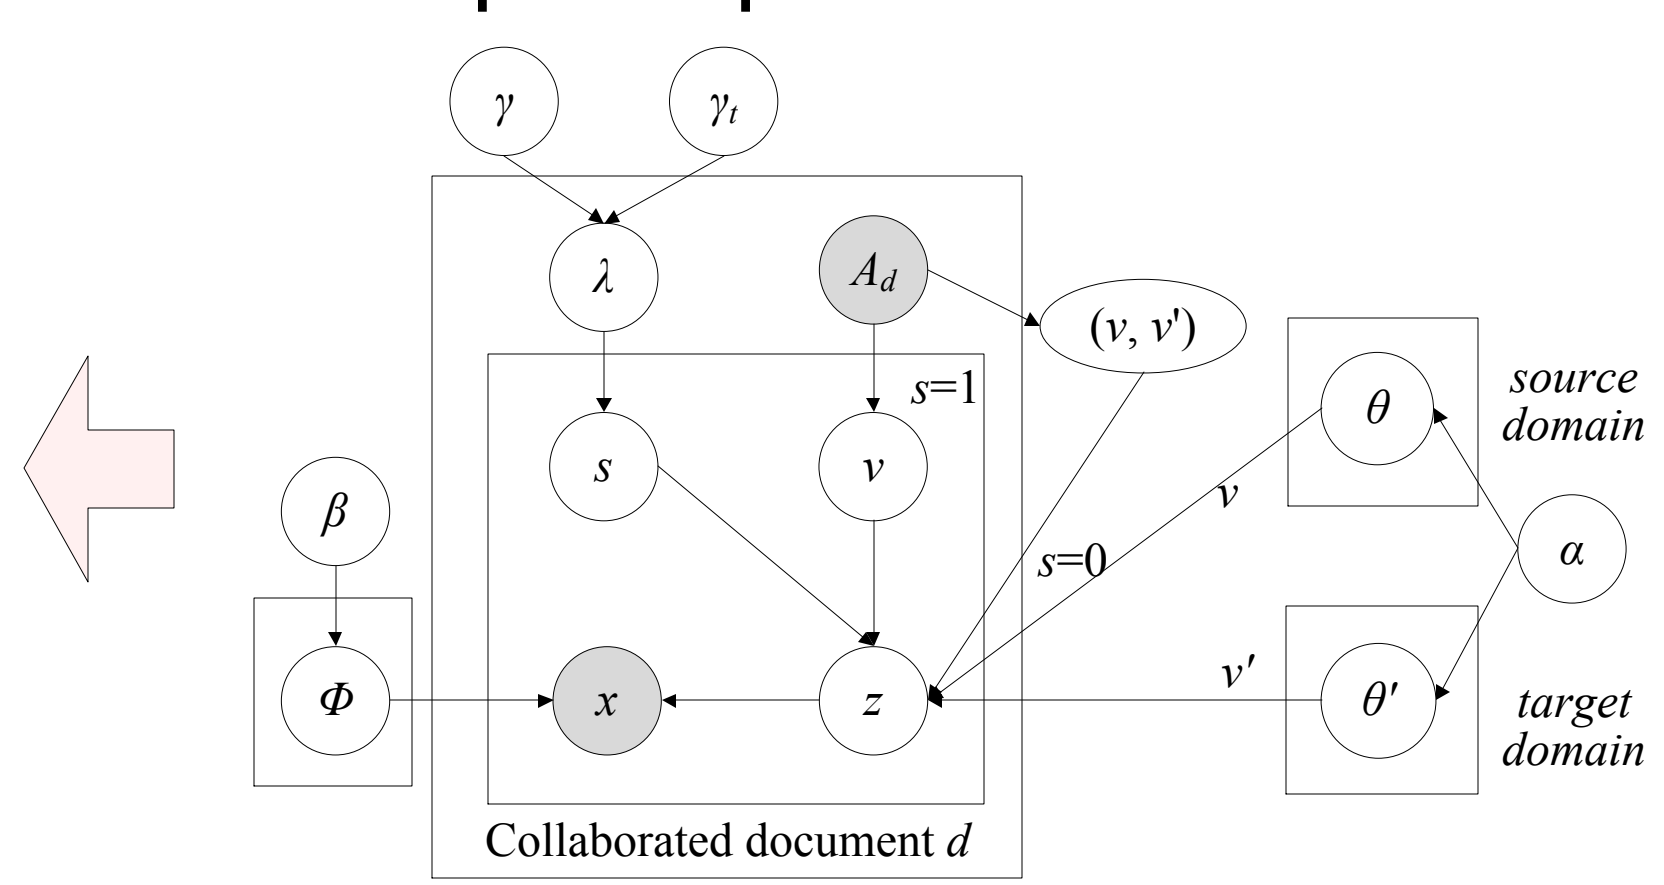 γ
γt
λ
Ad
(v, v')
s=1
θ
source
domain
s
v
v
β
s=0
α
Φ
x
z
v′
θ′
target
domain
Collaborated document d